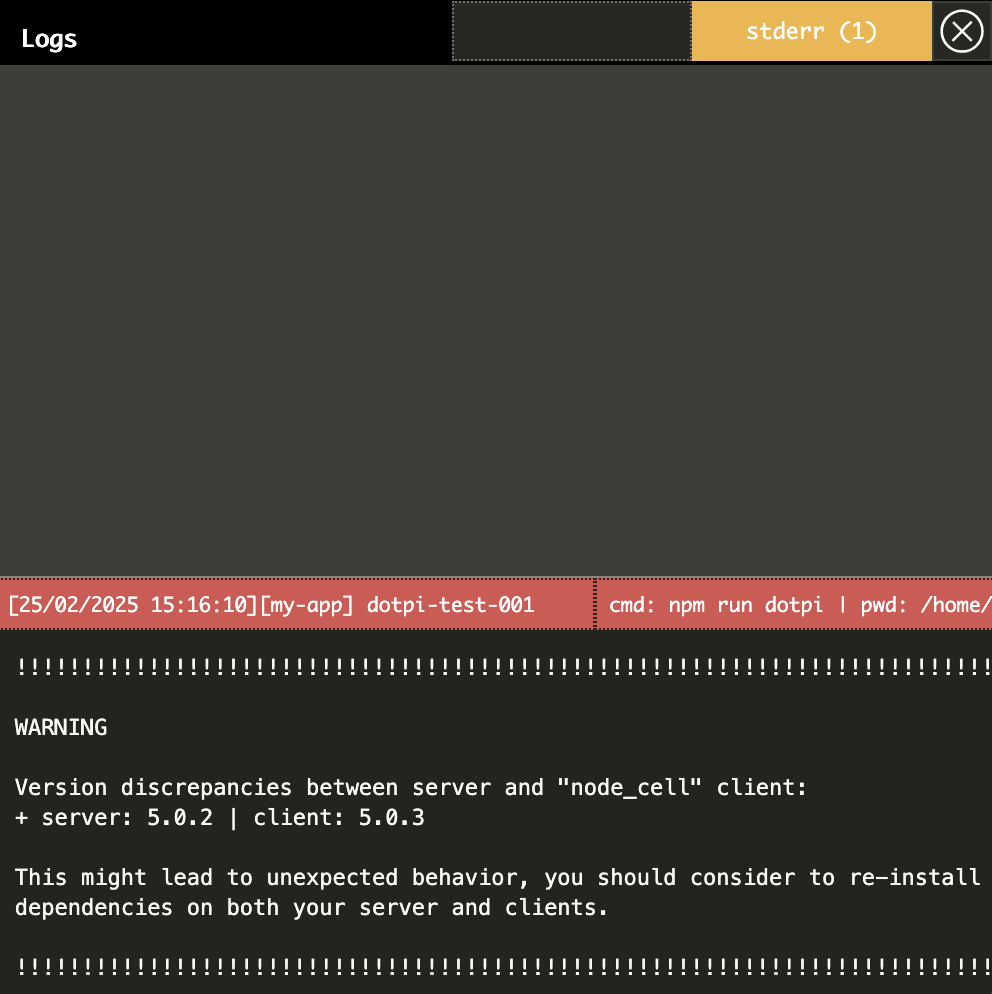 Logs
stderr (1)
[25/02/2025 15:16:10][my-app] dotpi-test-001
cmd: npm run dotpi | pwd: /home/
!!!!!!!!!!!!!!!!!!!!!!!!!!!!!!!!!!!!!!!!!!!!!!!!!!!!!!!!!!!!!!!!!!!!!!!!!!
WARNING
Version discrepancies between server and "node_cell" client:
+ server: 5.0.2 | client: 5.0.3
This might lead to unexpected behavior, you should consider to re-install
dependencies on both your server and clients.
!!!!!!!!!!!!!!!!!!!!!!!!!!!!!!!!!!!!!!!!!!!!!!!!!!!!!!!!!!!!!!!!!!!!!!!!!!